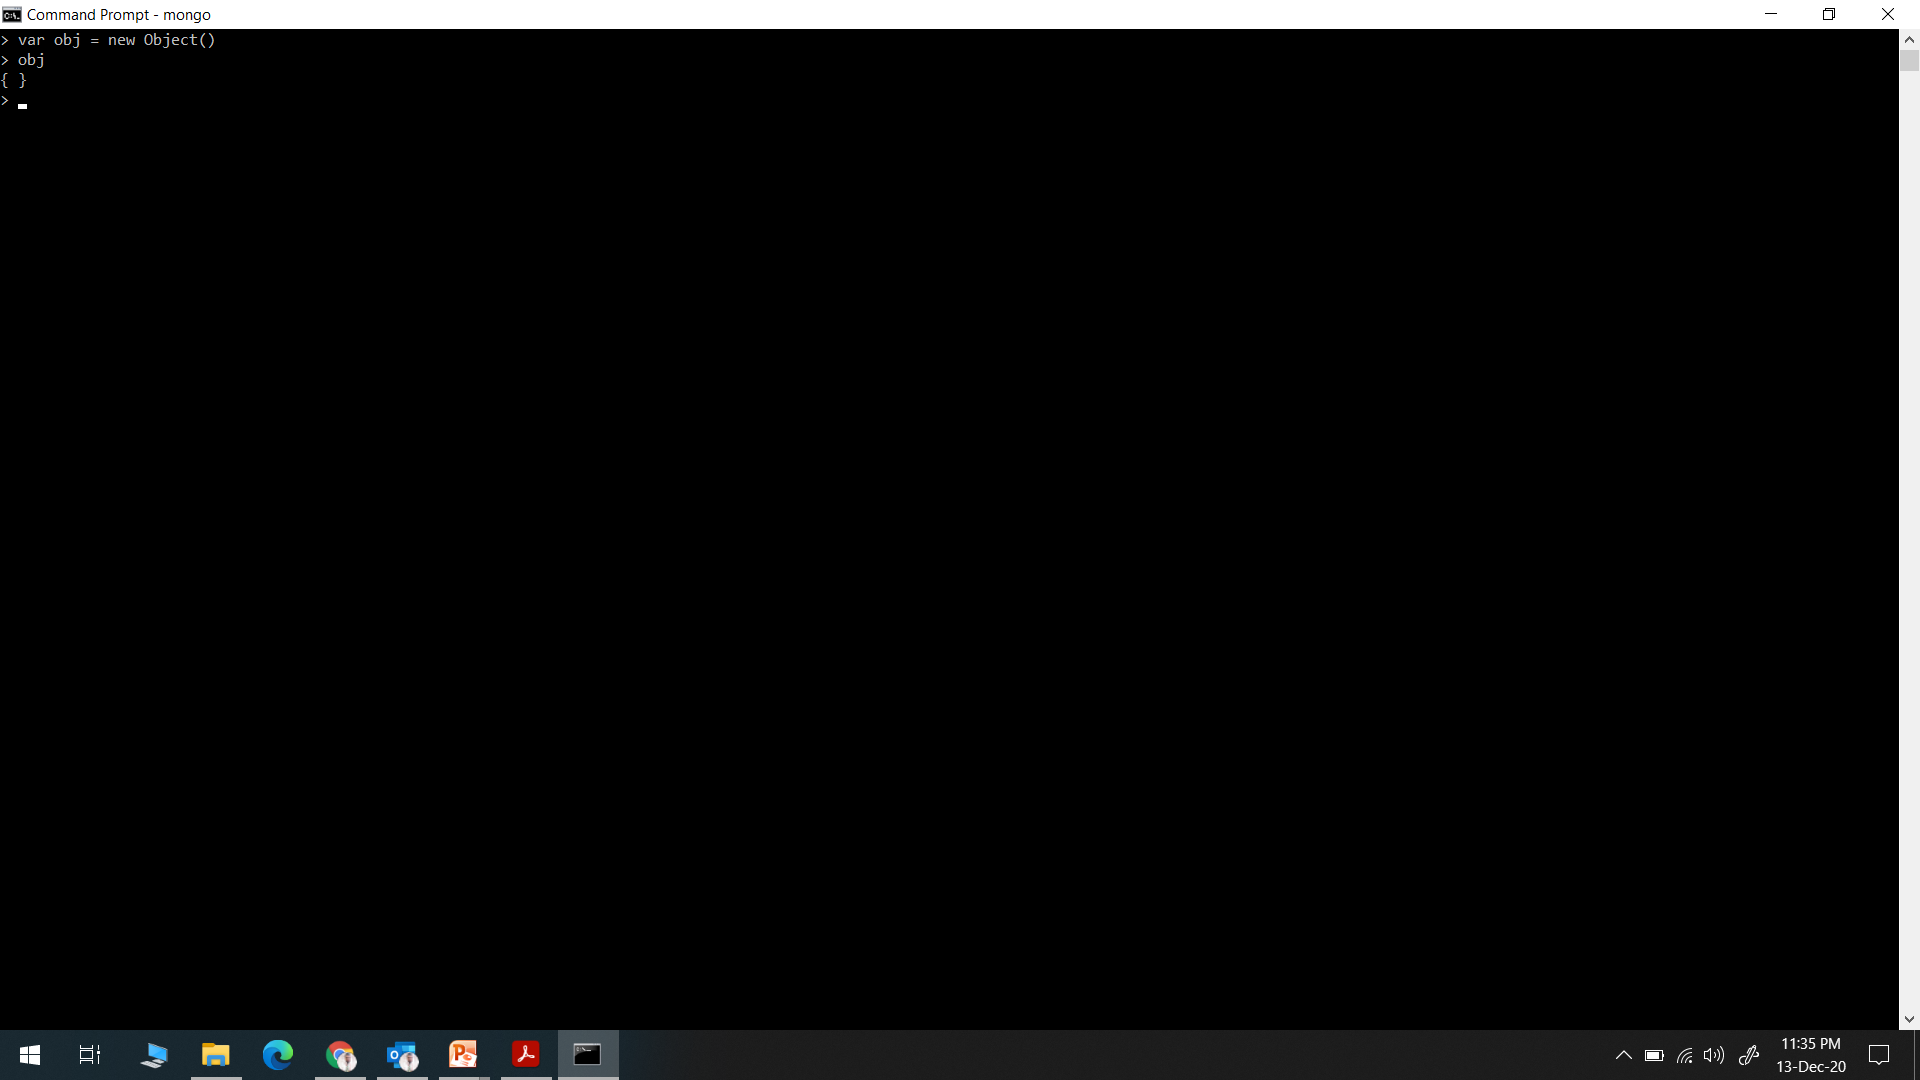 Command Prompt - mongo
> var obj = new Object()
> obj
{ }
>
11:35 PM
13-Dec-20